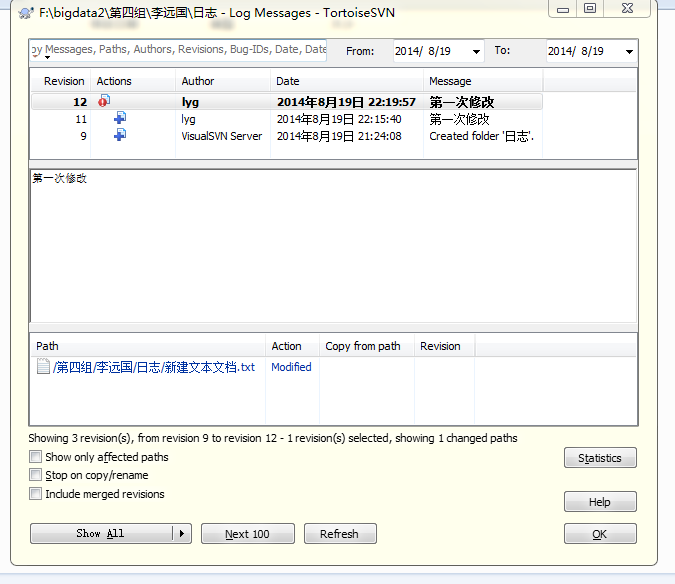 F:\bigdata2\第四组\李远国\日志 - Log Messages - TortoiseSVN
by Messages, Paths, Authors, Revisions, Bug-IDs, Date, Date
From: 2014/ 8/19 To: 2014/ 8/19
Revision Actions Author Date Message
12 lyg 2014年8月19日 22:19:57 第一次修改
11 lyg 2014年8月19日 22:15:40 第一次修改
9 VisualSVN Server 2014年8月19日 21:24:08 Created folder '日志'.
第一次修改
Path Action Copy from path Revision
/第四组/李远国/日志/新建文本文档.txt Modified
Showing 3 revision(s), from revision 9 to revision 12 - 1 revision(s) selected, showing 1 changed paths
Show only affected paths
Statistics
Stop on copy/rename
Include merged revisions
Help
Show All Next 100 Refresh OK